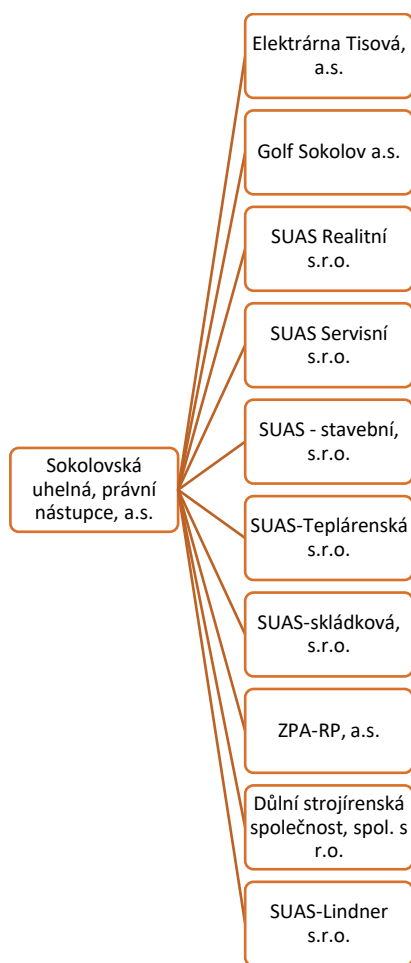 Elektrárna Tisová,
a.s.
Golf Sokolov a.s.
SUAS Realitní
s.r.o.
SUAS Servisní
s.r.o.
SUAS - stavební,
s.r.o.
Sokolovská
uhelná, právní
nástupce, a.s.
SUAS-Teplárenská
s.r.o.
SUAS-skládková,
s.r.o.
ZPA-RP, a.s.
Důlní strojírenská
společnost, spol. s
r.o.
SUAS-Lindner
s.r.o.